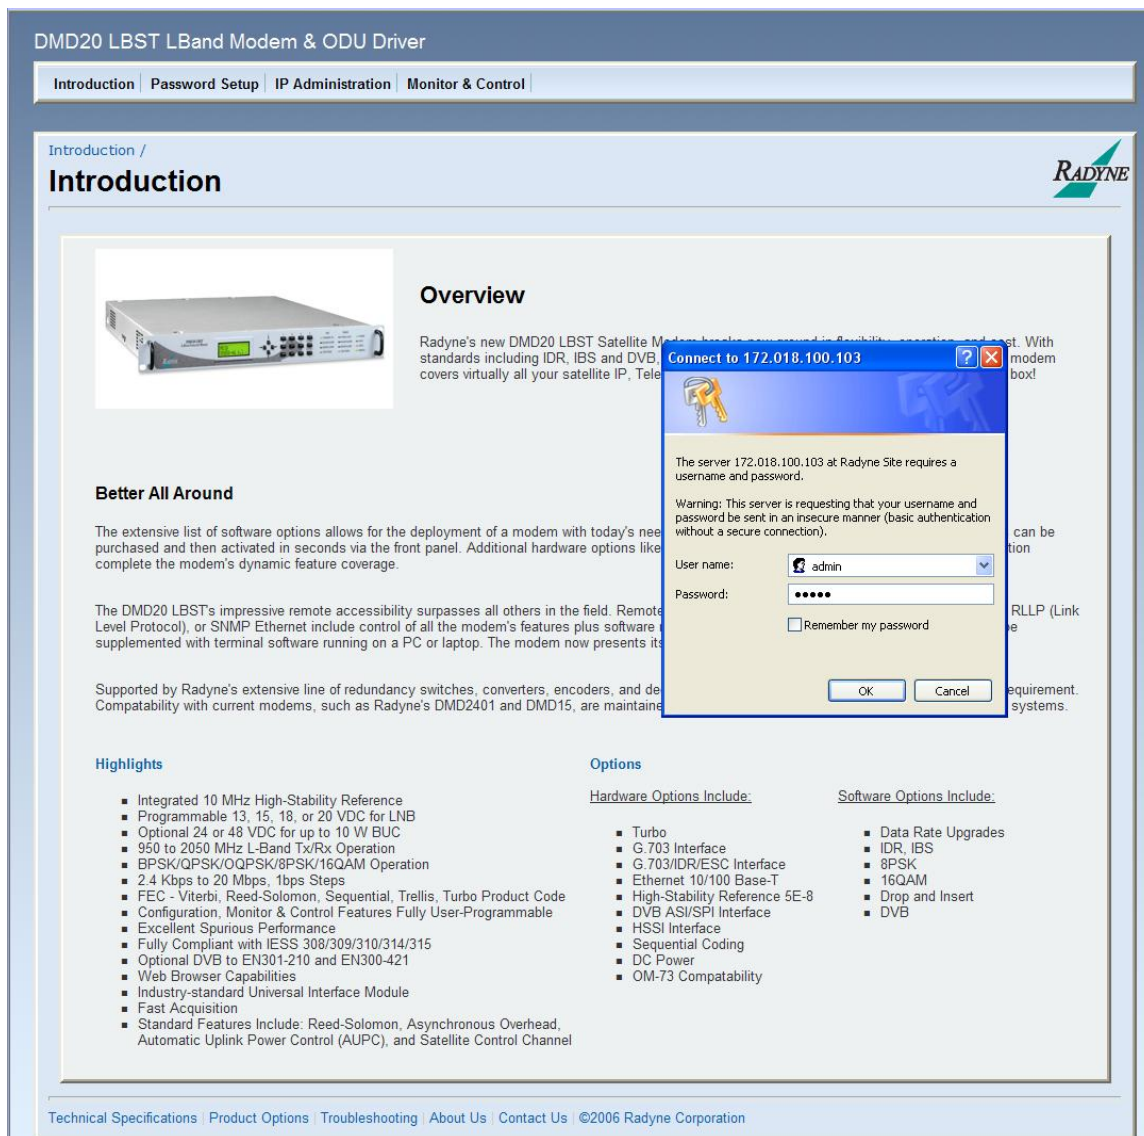 DMD20 LBST LBand Modem & ODU Driver
Introduction
Password Setup
IP Administration
Monitor & Control
Introduction /
Introduction
RADYNE
Overview
Radyne's new DMD20 LBST Satellite
standards including IDR, IBS and DVB,
covers virtually all your satellite IP,
cost. With
modem
box!
Connect to 172.018.100.103
The server 172.018.100.103 at Radyne Site requires a
username and password.
Warning: This server is requesting that your username and
password be sent in an insecure manner (basic authentication
without a secure connection).
User name:
admin
Password:
•••••
Remember my password
OK
Cancel
Better All Around
The extensive list of software options allows for the deployment of a modem with today's
can be
purchased and then activated in seconds via the front panel. Additional hardware options like
complete the modem's dynamic feature coverage.
The DMD20 LBST's impressive remote accessibility surpasses all others in the field.
RLLP (Link
Level Protocol), or SNMP Ethernet include control of all the modem's features plus software
supplemented with terminal software running on a PC or laptop. The modem now presents
Supported by Radyne's extensive line of redundancy switches, converters, encoders, and
Compatability with current modems, such as Radyne's DMD2401 and DMD15, are
systems.
Highlights
Integrated 10 MHz High-Stability Reference
Programmable 13, 15, 18, or 20 VDC for LNB
Optional 24 or 48 VDC for up to 10 W BUC
950 to 2050 MHz L-Band Tx/Rx Operation
BPSK/QPSK/OQPSK/8PSK/16QAM Operation
2.4 Kbps to 20 Mbps, 1bps Steps
FEC - Viterbi, Reed-Solomon, Sequential, Trellis, Turbo Product Code
Configuration, Monitor & Control Features Fully User-Programmable
Excellent Spurious Performance
Fully Compliant with IESS 308/309/310/314/315
Optional DVB to EN301-210 and EN300-421
Web Browser Capabilities
Industry-standard Universal Interface Module
Fast Acquisition
Standard Features Include: Reed-Solomon, Asynchronous Overhead,
Automatic Uplink Power Control (AUPC), and Satellite Control Channel
Options
Hardware Options Include:
Turbo
G.703 Interface
G.703/IDR/ESC Interface
Ethernet 10/100 Base-T
High-Stability Reference 5E-8
DVB ASI/SPI Interface
HSSI Interface
Sequential Coding
DC Power
OM-73 Compatability
Software Options Include:
Data Rate Upgrades
IDR, IBS
8PSK
16QAM
Drop and Insert
DVB
Technical Specifications
Product Options
Troubleshooting
About Us
Contact Us
©2006 Radyne Corporation